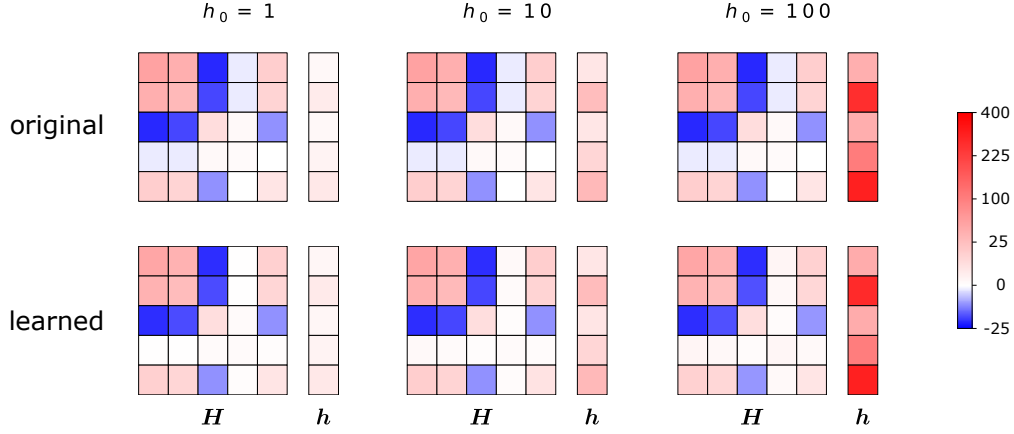 h₀ = 1
h₀ = 10
h₀ = 100
original
learned
400
225
100
25
0
-25
H
h
H
h
H
h